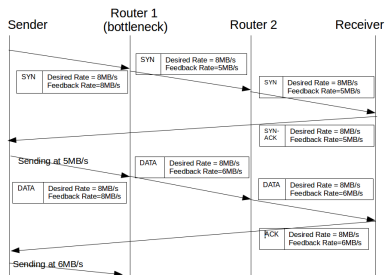 Sender
Router 1
(bottleneck)
Router 2
Receiver
SYN
Desired Rate = 8MB/s
Feedback Rate=5MB/s
SYN
Desired Rate = 8MB/s
Feedback Rate=8MB/s
SYN
Desired Rate = 8MB/s
Feedback Rate=5MB/s
SYN-
ACK
Desired Rate = 8MB/s
Feedback Rate=5MB/s
Sending at 5MB/s
DATA
Desired Rate = 8MB/s
Feedback Rate=6MB/s
DATA
Desired Rate = 8MB/s
Feedback Rate=8MB/s
DATA
Desired Rate = 8MB/s
Feedback Rate=6MB/s
ACK
Desired Rate = 8MB/s
Feedback Rate=6MB/s
Sending at 6MB/s